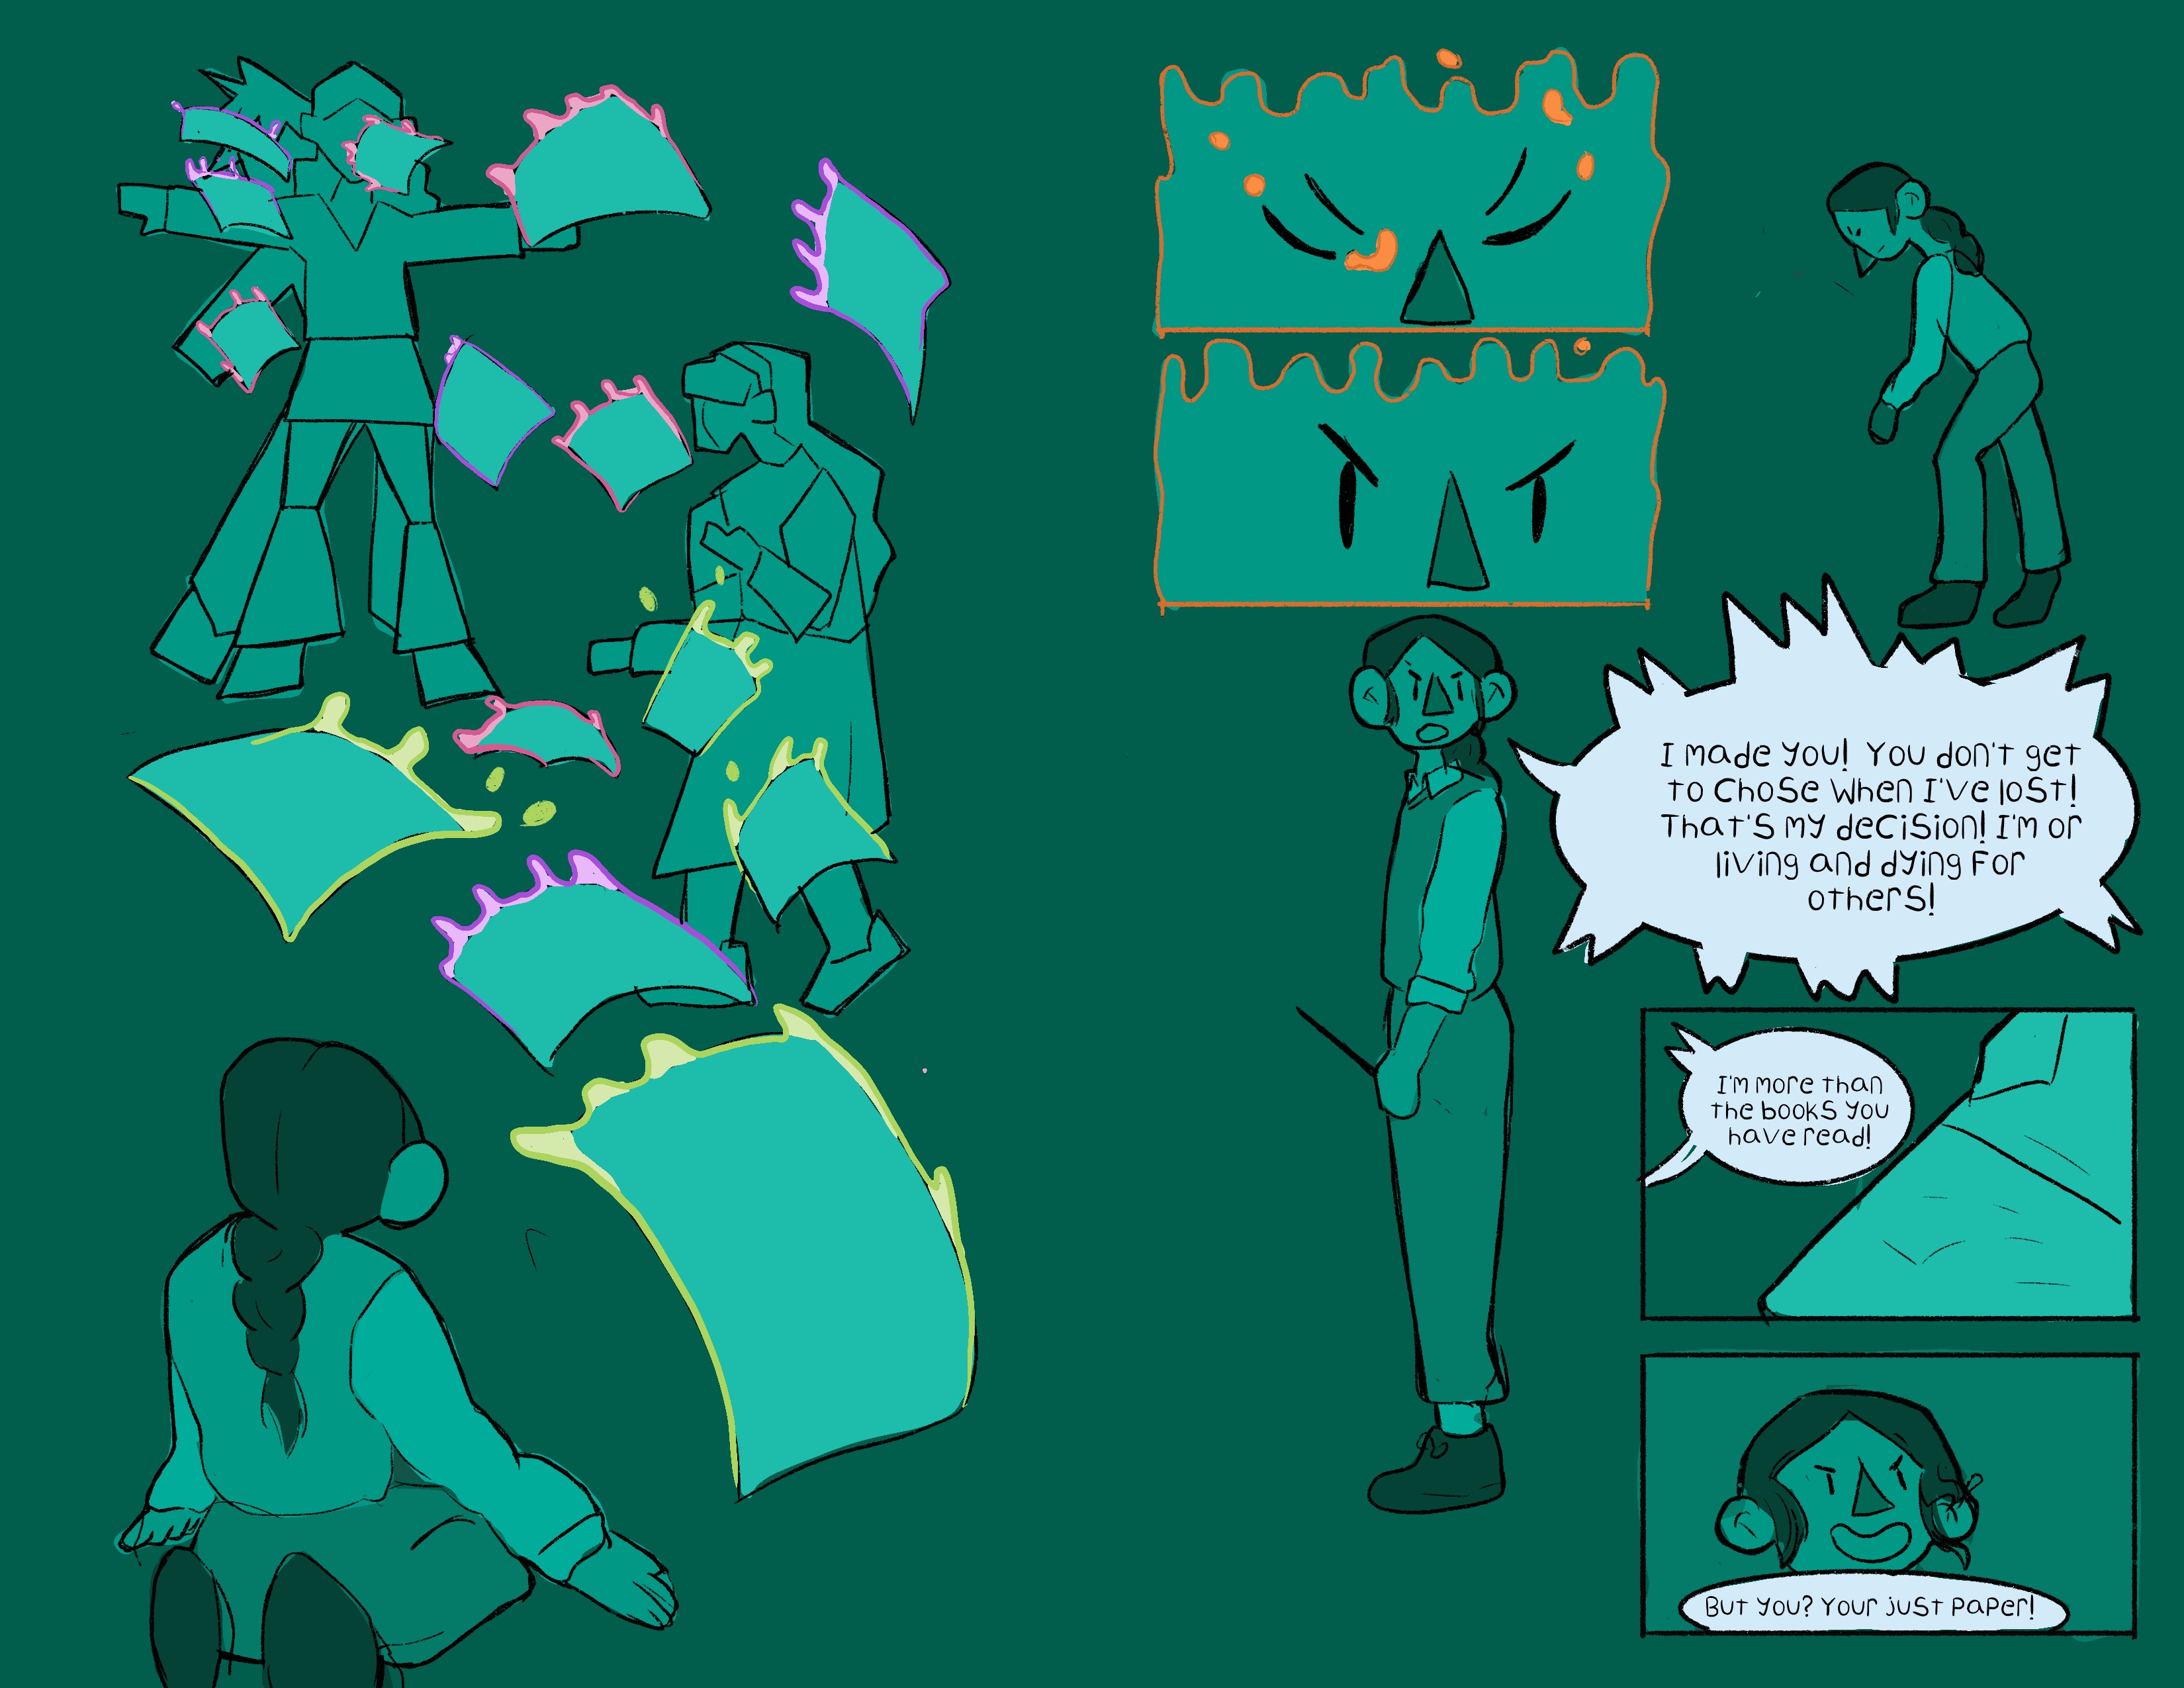 I made you! You don't get
to chose when I've lost!
That's my decision! I'm or
living and dying for
others!
I'm more than
the books you
have read!
But you? Your just paper!